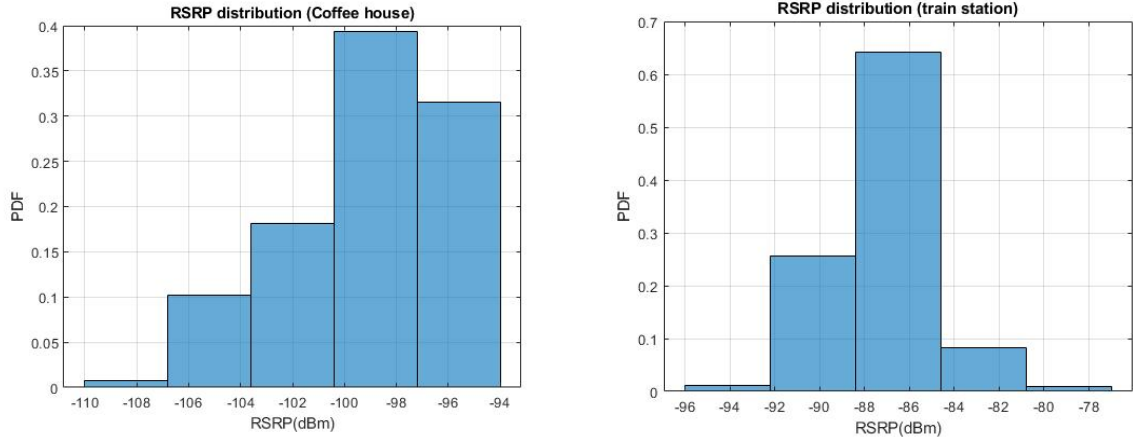 RSRP distribution (Coffee house)
0.4
0.35
0.3
0.25
0.2
0.15
0.1
0.05
0
PDF
-110 -108 -106 -104 -102 -100 -98 -96 -94
RSRP(dBm)
RSRP distribution (train station)
0.7
0.6
0.5
0.4
0.3
0.2
0.1
0
PDF
-96 -94 -92 -90 -88 -86 -84 -82 -80 -78
RSRP(dBm)